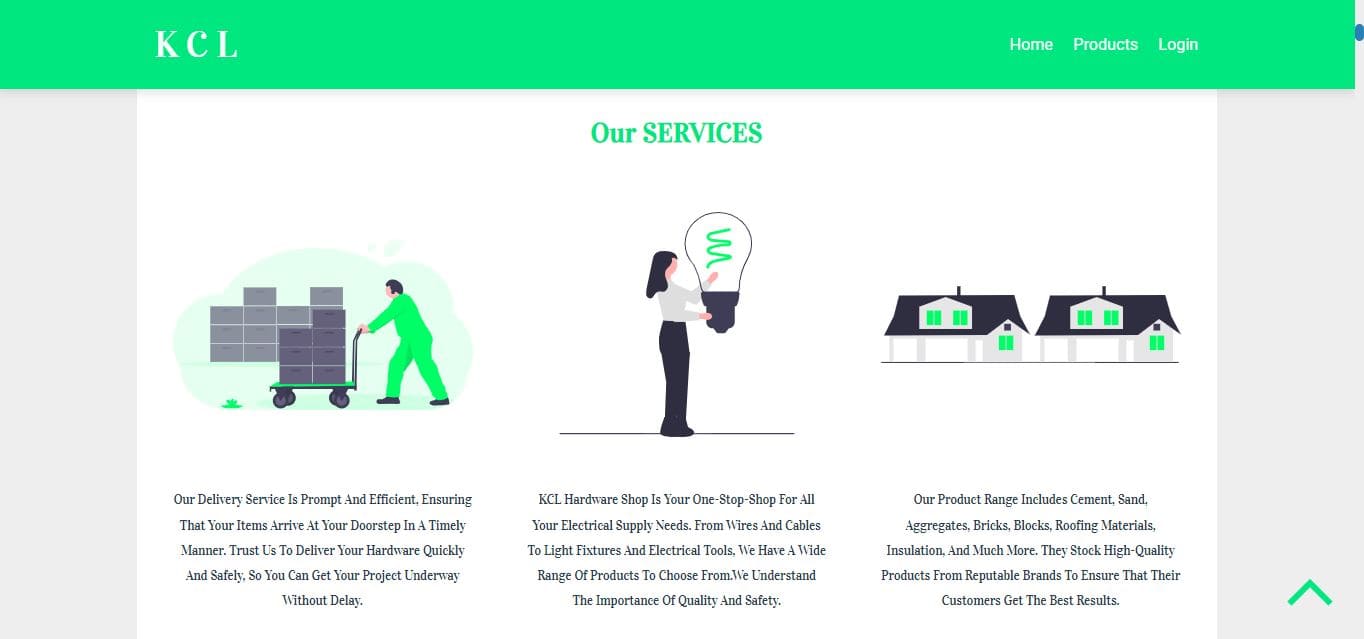 K C L
Home Products Login
Our SERVICES
Our Delivery Service Is Prompt And Efficient, Ensuring
That Your Items Arrive At Your Doorstep In A Timely
Manner. Trust Us To Deliver Your Hardware Quickly
And Safely, So You Can Get Your Project Underway
Without Delay.
KCL Hardware Shop Is Your One-Stop-Shop For All
Your Electrical Supply Needs. From Wires And Cables
To Light Fixtures And Electrical Tools, We Have A Wide
Range Of Products To Choose From.We Understand
The Importance Of Quality And Safety.
Our Product Range Includes Cement, Sand,
Aggregates, Bricks, Blocks, Roofing Materials,
Insulation, And Much More. They Stock High-Quality
Products From Reputable Brands To Ensure That Their
Customers Get The Best Results.